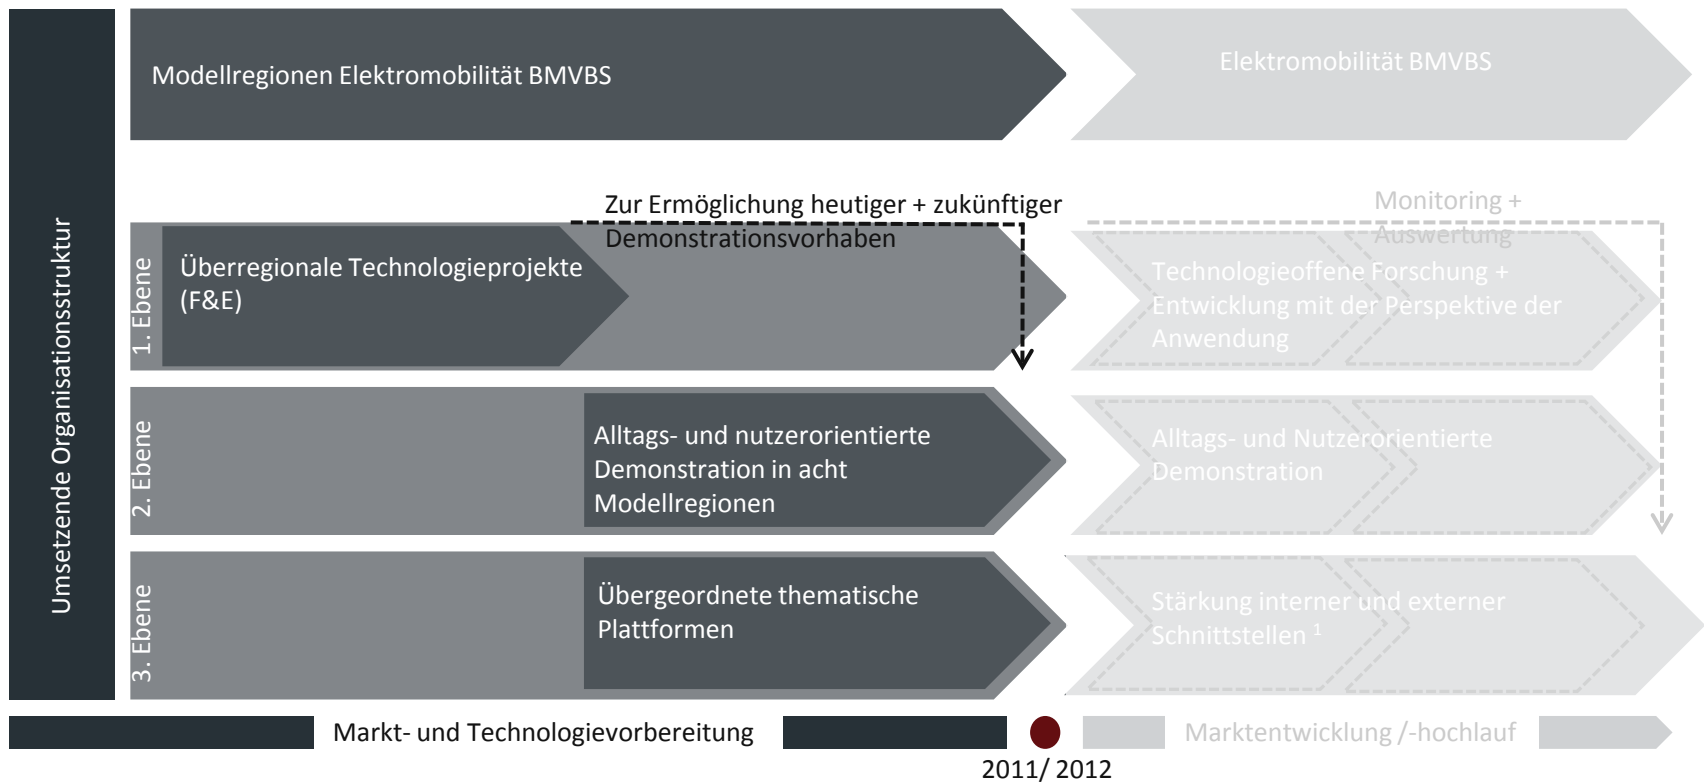 Umsetzende Organisationsstruktur
Modellregionen Elektromobilität BMVBS
Elektromobilität BMVBS
Zur Ermöglichung heutiger + zukünftiger
Demonstrationsvorhaben
Monitoring +
Auswertung
1. Ebene
Überregionale Technologieprojekte
(F&E)
Technologieoffene Forschung +
Entwicklung mit der Perspektive der
Anwendung
2. Ebene
Alltags- und nutzerorientierte
Demonstration in acht
Modellregionen
Alltags- und Nutzerorientierte
Demonstration
3. Ebene
Übergeordnete thematische
Plattformen
Stärkung interner und externer
Schnittstellen ¹
Markt- und Technologievorbereitung
Marktentwicklung /-hochlauf
2011/ 2012